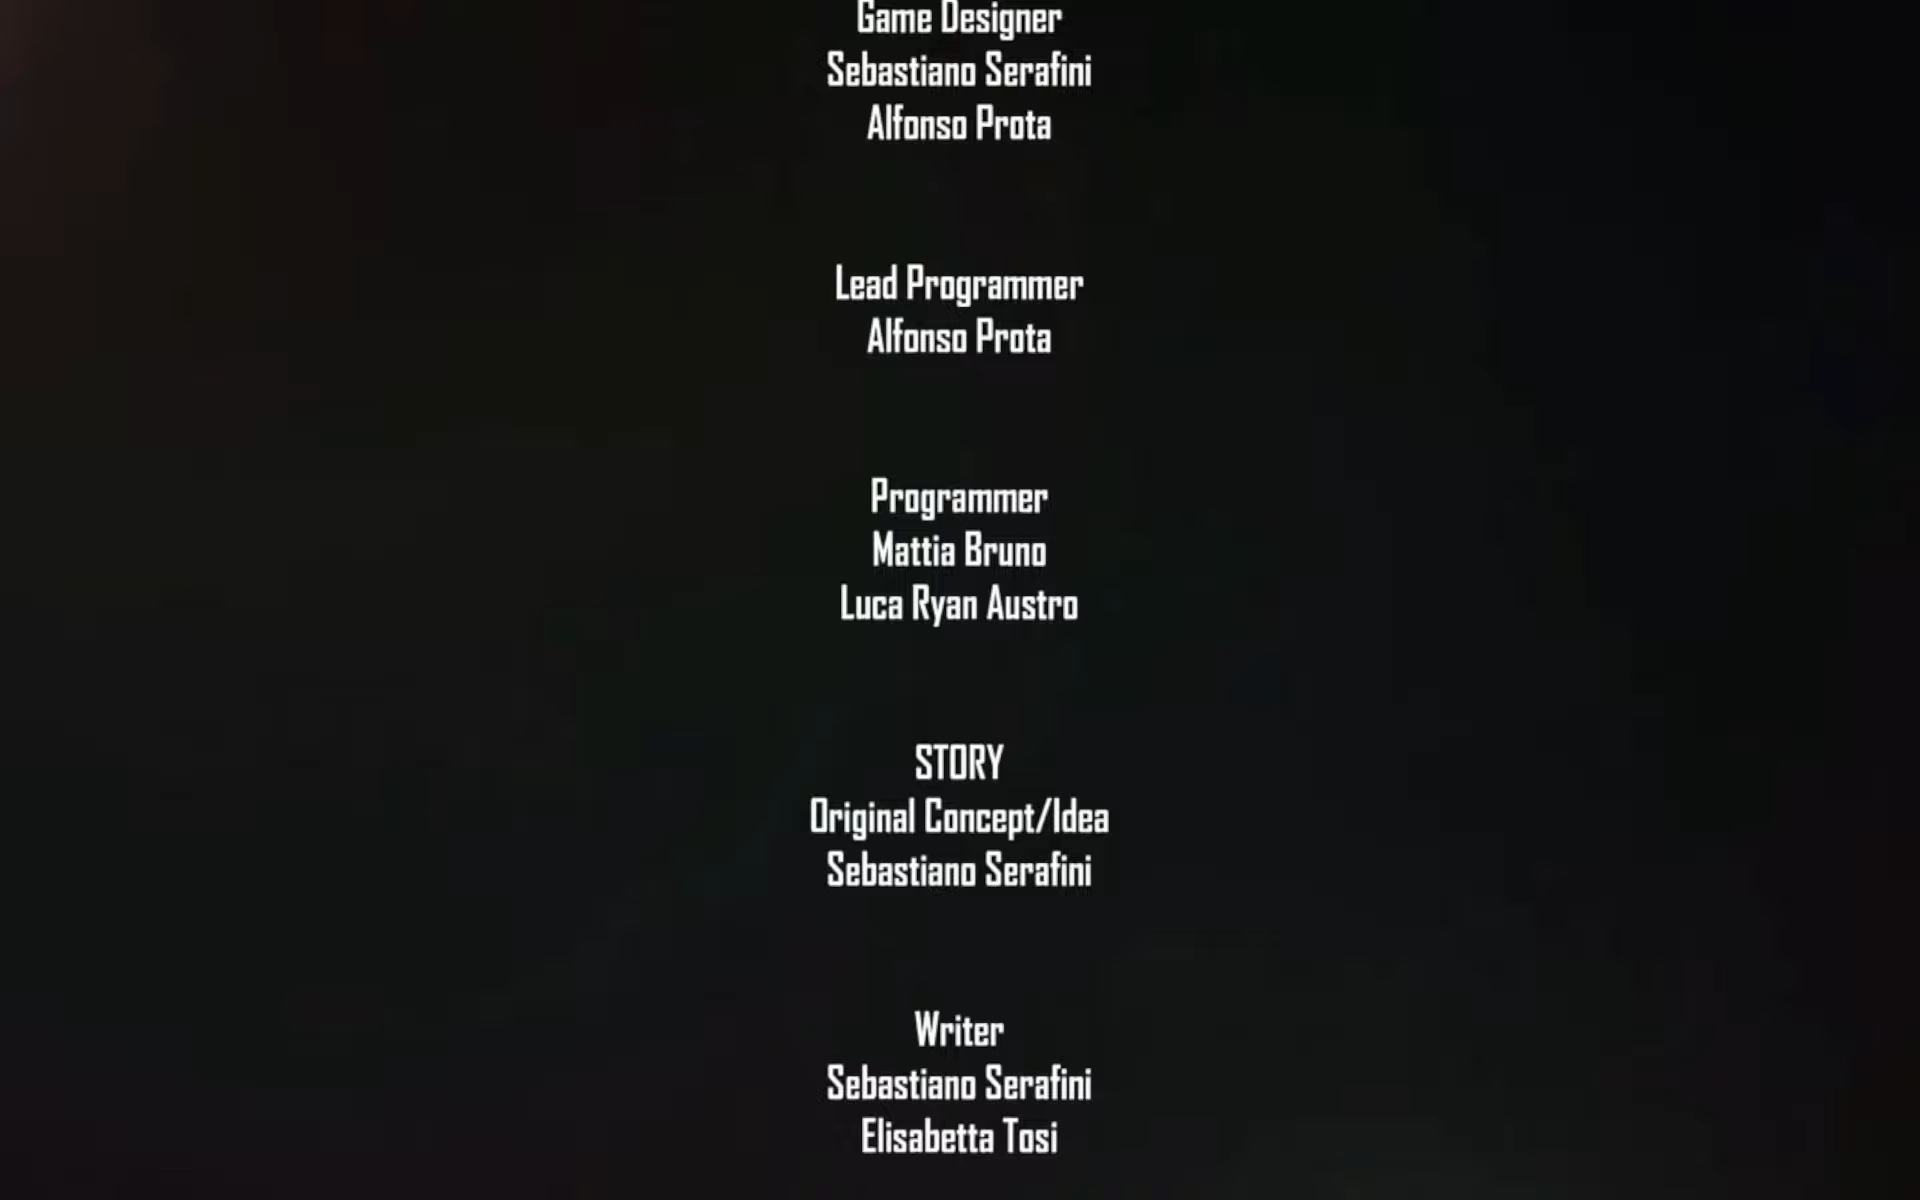 Game Designer
Sebastiano Serafini
Alfonso Prota
Lead Programmer
Alfonso Prota
Programmer
Mattia Bruno
Luca Ryan Austro
STORY
Original Concept/Idea
Sebastiano Serafini
Writer
Sebastiano Serafini
Elisabetta Tosi